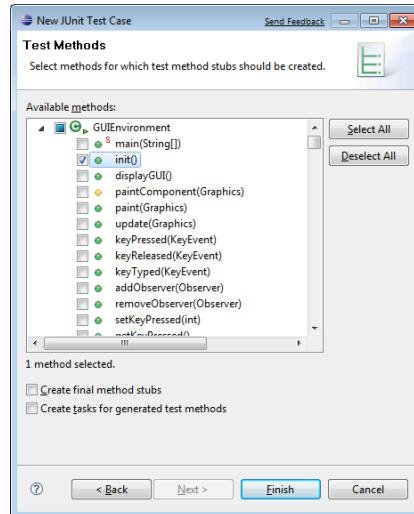 New JUnit Test Case
Send Feedback
Test Methods
Select methods for which test method stubs should be created.
Available methods:
GUIEnvironment
S main(String[])
init()
displayGUI()
paintComponent(Graphics)
paint(Graphics)
update(Graphics)
keyPressed(KeyEvent)
keyReleased(KeyEvent)
keyTyped(KeyEvent)
addObserver(Observer)
removeObserver(Observer)
setKeyPressed(int)
getKeyPressed()
Select All
Deselect All
1 method selected.
Create final method stubs
Create tasks for generated test methods
< Back
Next >
Finish
Cancel